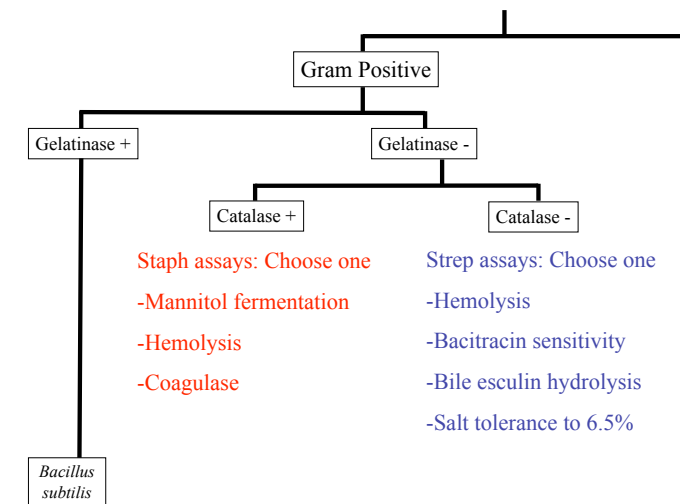 Gram Positive
Gelatinase +
Gelatinase -
Catalase +
Catalase -
Staph assays: Choose one
-Mannitol fermentation
-Hemolysis
-Coagulase
Strep assays: Choose one
-Hemolysis
-Bacitracin sensitivity
-Bile esculin hydrolysis
-Salt tolerance to 6.5%
Bacillus
subtilis